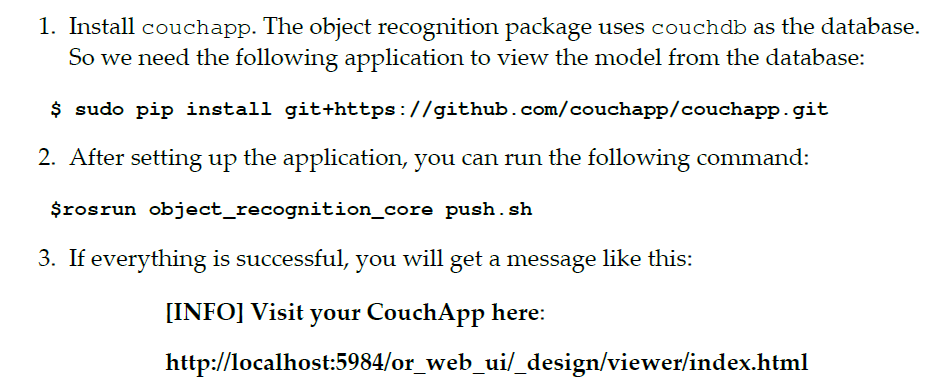 1. Install couchapp. The object recognition package uses couchdb as the database.
So we need the following application to view the model from the database:
$ sudo pip install git+https://github.com/couchapp/couchapp.git
2. After setting up the application, you can run the following command:
$rosrun object_recognition_core push.sh
3. If everything is successful, you will get a message like this:
[INFO] Visit your CouchApp here:
http://localhost:5984/or_web_ui/_design/viewer/index.html